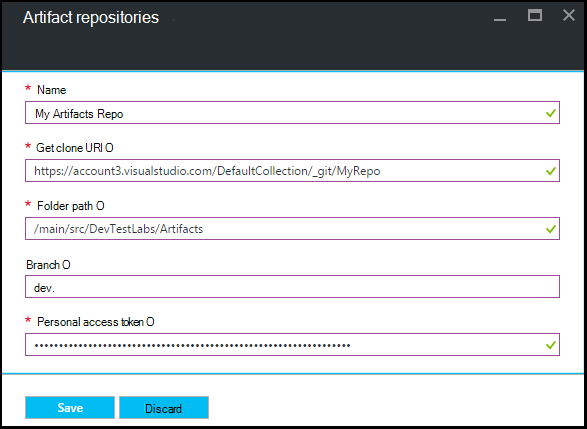 Artifact repositories
* Name
My Artifacts Repo
* Get clone URI O
https://account3.visualstudio.com/DefaultCollection/_git/MyRepo
* Folder path O
/main/src/DevTestLabs/Artifacts
Branch O
dev.
* Personal access token O
••••••••••••••••••••••••••••••••••••••••••••••••••••••••••••••••••
Save Discard